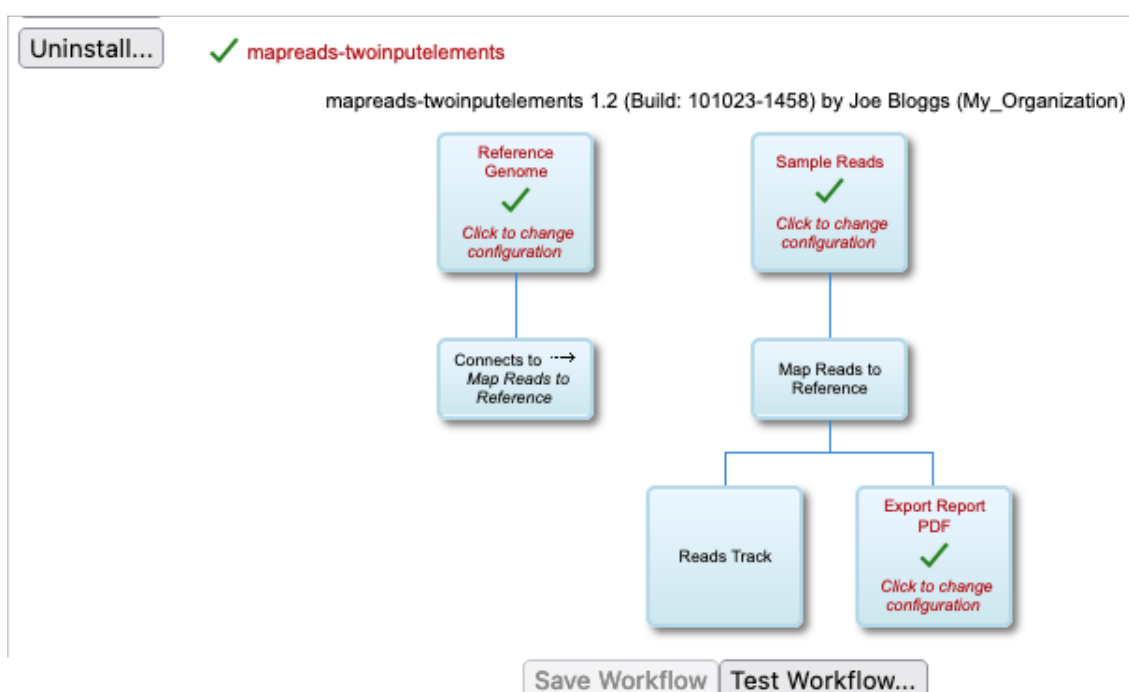 Uninstall...
mapreads-twoinputelements
mapreads-twoinputelements 1.2 (Build: 101023-1458) by Joe Bloggs (My_Organization)
Reference
Genome
Click to change
configuration
Sample Reads
Click to change
configuration
Connects to ⇢
Map Reads to
Reference
Map Reads to
Reference
Reads Track
Export Report
PDF
Click to change
configuration
Save Workflow
Test Workflow...